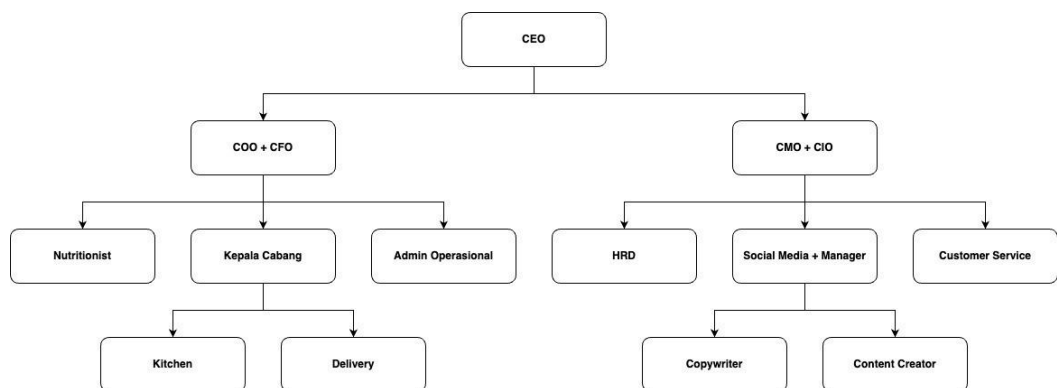 CEO
COO + CFO
CMO + CIO
Nutritionist
Kepala Cabang
Admin Operasional
HRD
Social Media + Manager
Customer Service
Kitchen
Delivery
Copywriter
Content Creator